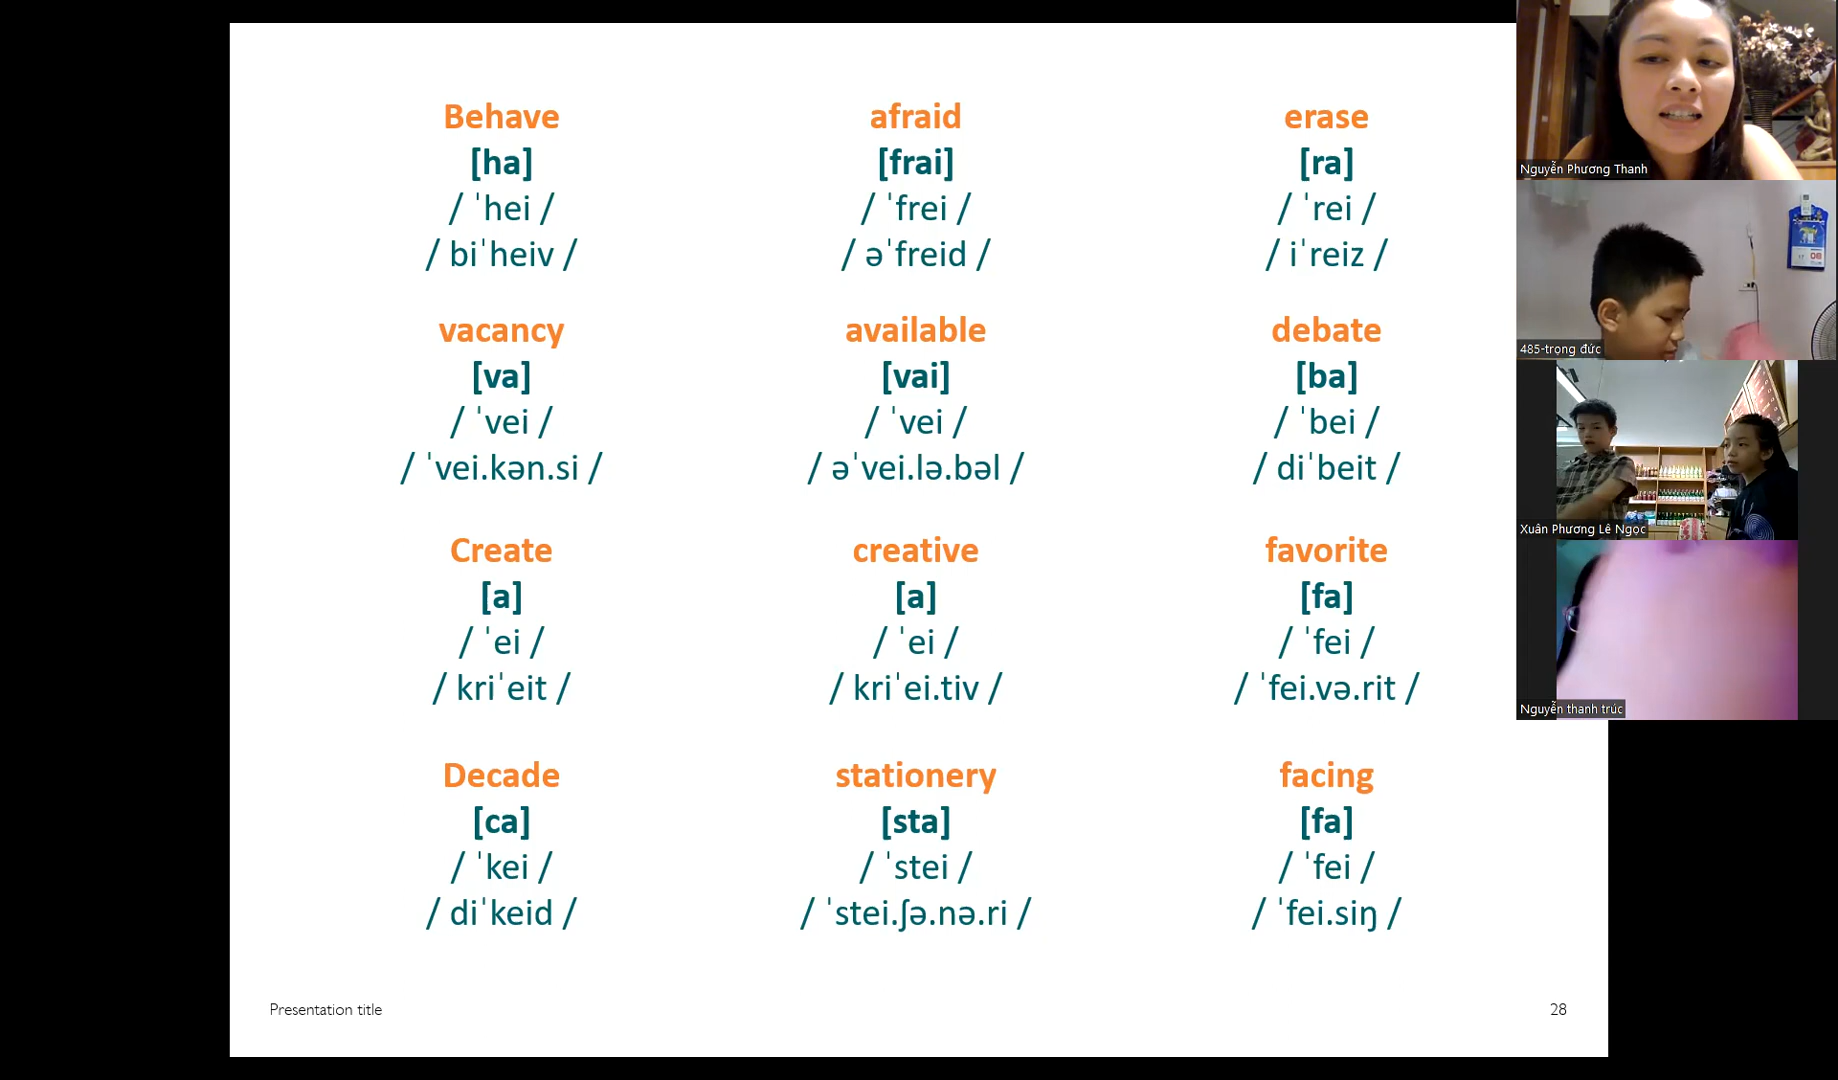 Behave
[ha]
/ ˈhei /
/ biˈheiv /
afraid
[frai]
/ ˈfrei /
/ əˈfreid /
erase
[ra]
/ ˈrei /
/ iˈreiz /
vacancy
[va]
/ ˈvei /
/ ˈvei.kən.si /
available
[vai]
/ ˈvei /
/ əˈvei.lə.bəl /
debate
[ba]
/ ˈbei /
/ diˈbeit /
Create
[a]
/ ˈei /
/ kriˈeit /
creative
[a]
/ ˈei /
/ kriˈei.tiv /
favorite
[fa]
/ ˈfei /
/ ˈfei.və.rit /
Decade
[ca]
/ ˈkei /
/ diˈkeid /
stationery
[sta]
/ ˈstei /
/ ˈstei.ʃə.nə.ri /
facing
[fa]
/ ˈfei /
/ ˈfei.siŋ /
Presentation title
28
Nguyễn Phương Thanh
485-trọng đức
Xuân Phương Lê Ngọc
Nguyễn thanh trúc